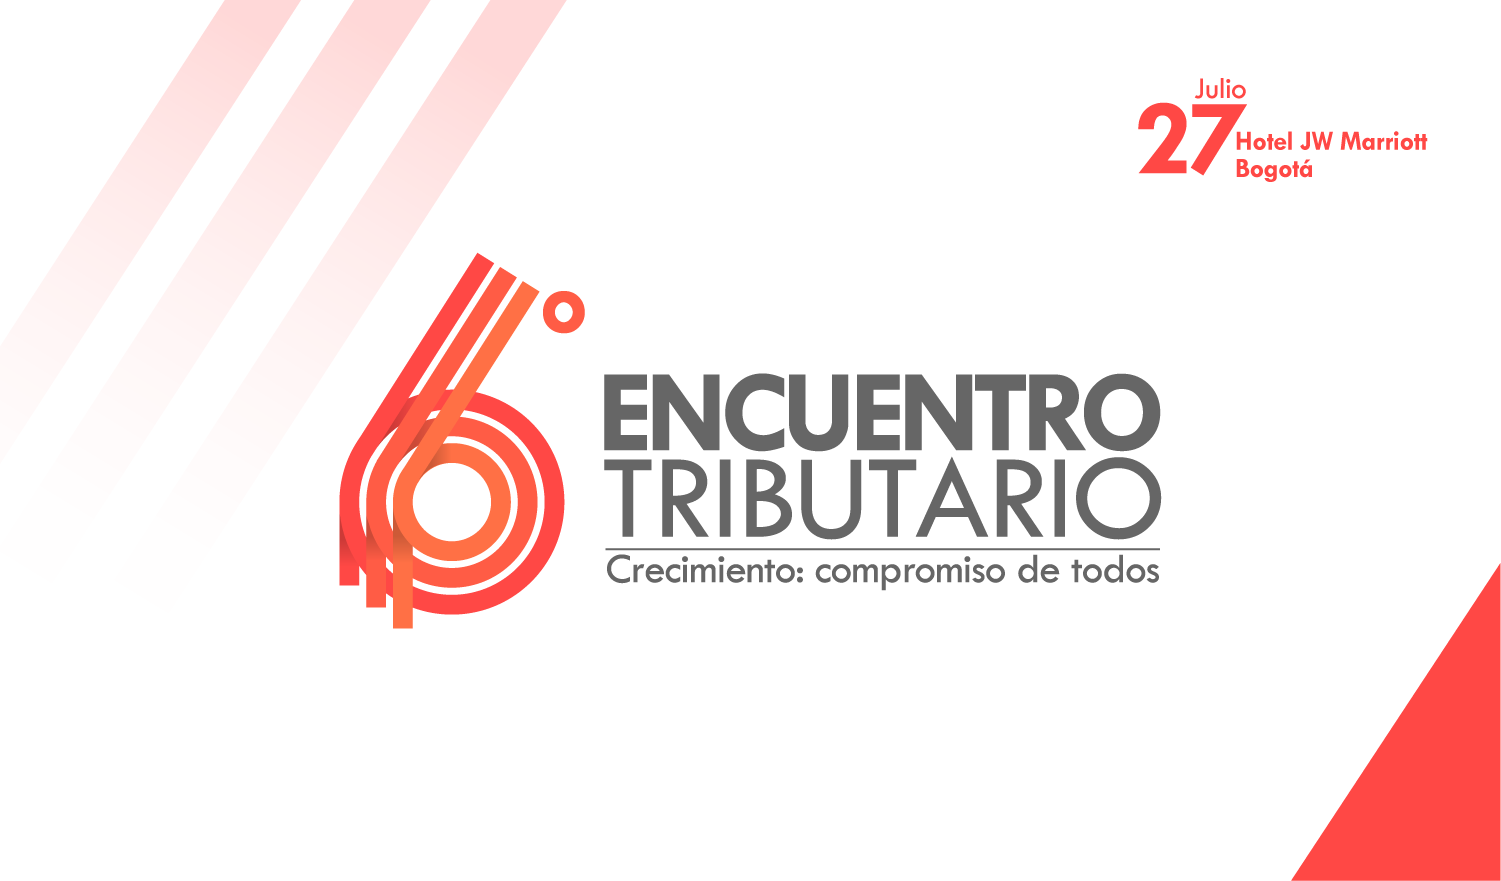 Julio
27
Hotel JW Marriott
Bogotá
6°
ENCUENTRO
TRIBUTARIO
Crecimiento: compromiso de todos